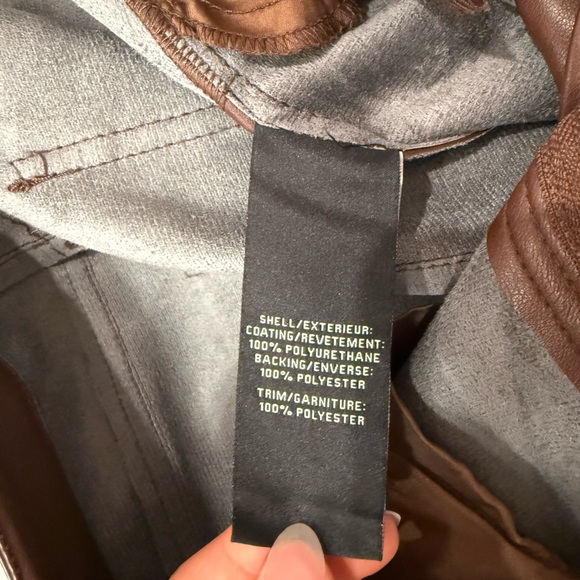 SHELL/EXTERIEUR:
COATING/REVETEMENT:
100% POLYURETHANE
BACKING/ENVERSE:
100% POLYESTER
TRIM/GARNITURE:
100% POLYESTER